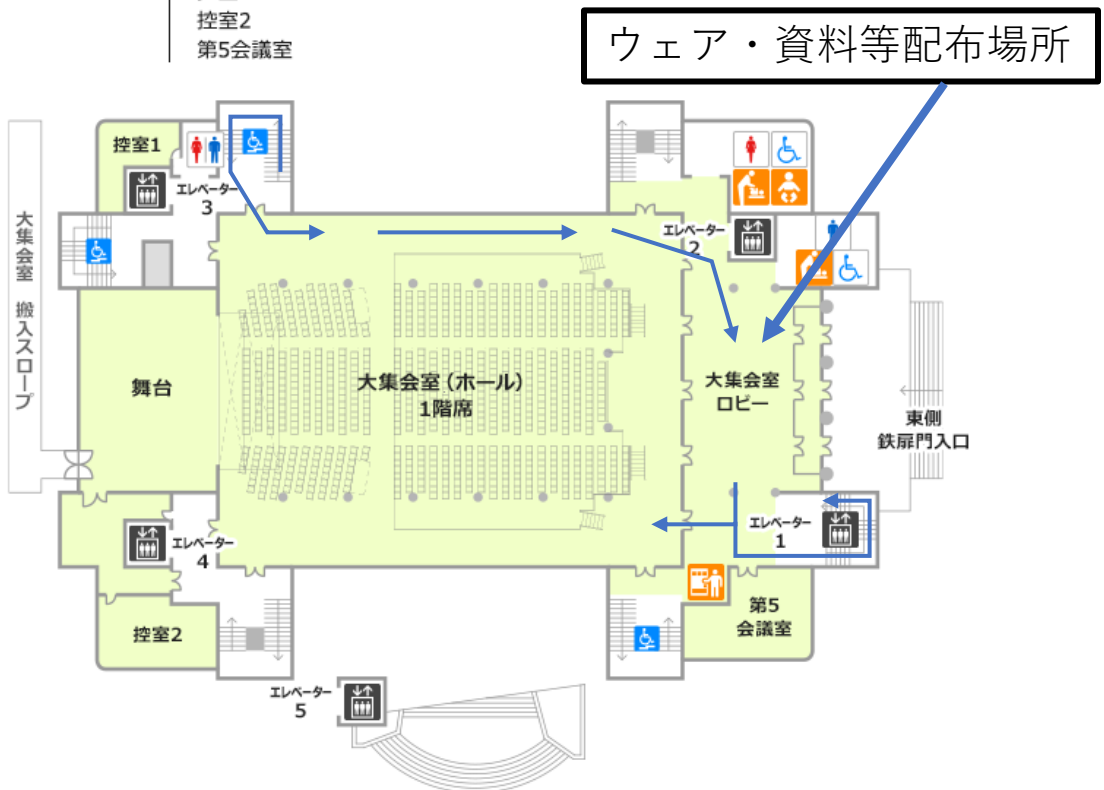 控室2
第5会議室
ウェア・資料等配布場所
控室1
エレベーター
3
大集会室 搬入スロープ
エレベーター
2
舞台
大集会室(ホール)
1階席
大集会室
ロビー
東側
鉄扉門入口
エレベーター
1
エレベーター
4
控室2
第5
会議室
エレベーター
5